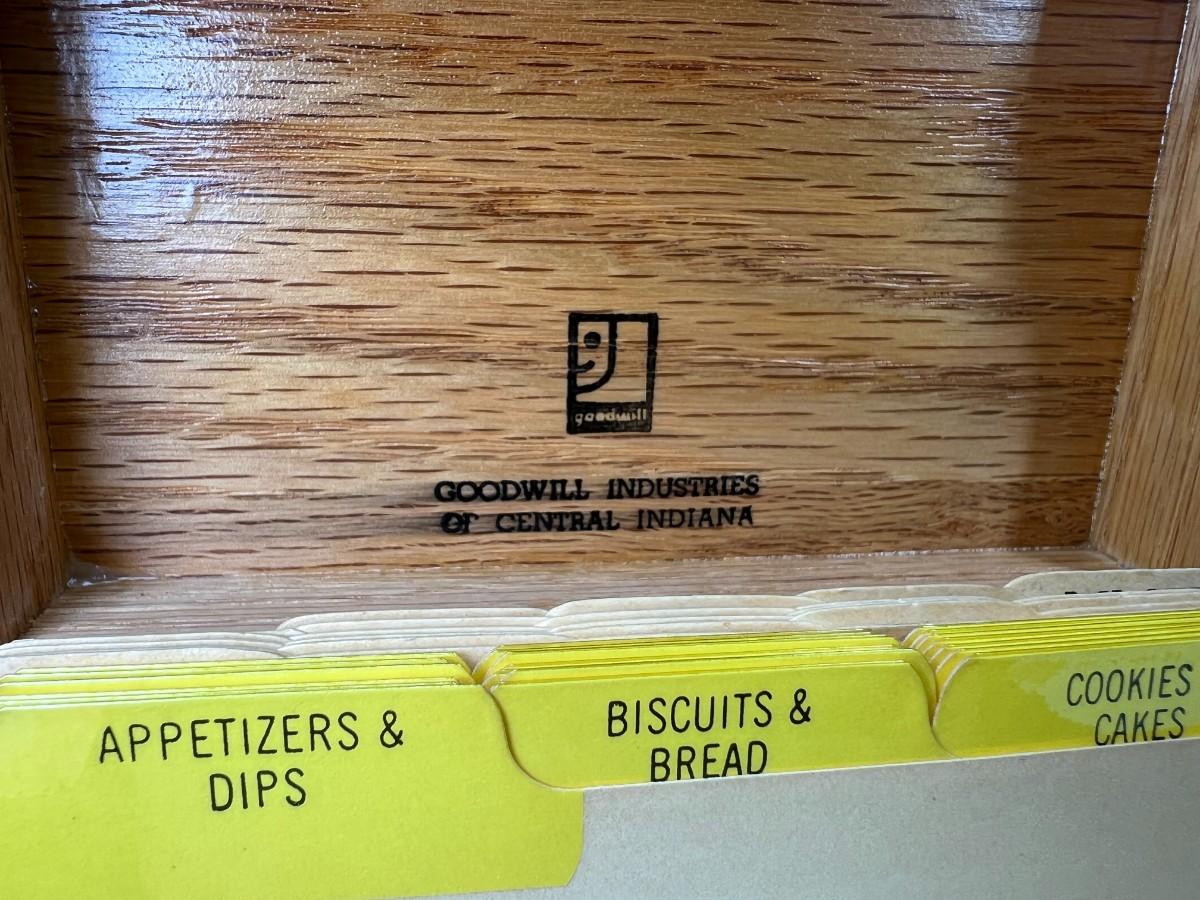 goodwill
GOODWILL INDUSTRIES
OF CENTRAL INDIANA
APPETIZERS &
DIPS
BISCUITS &
BREAD
COOKIES
CAKES